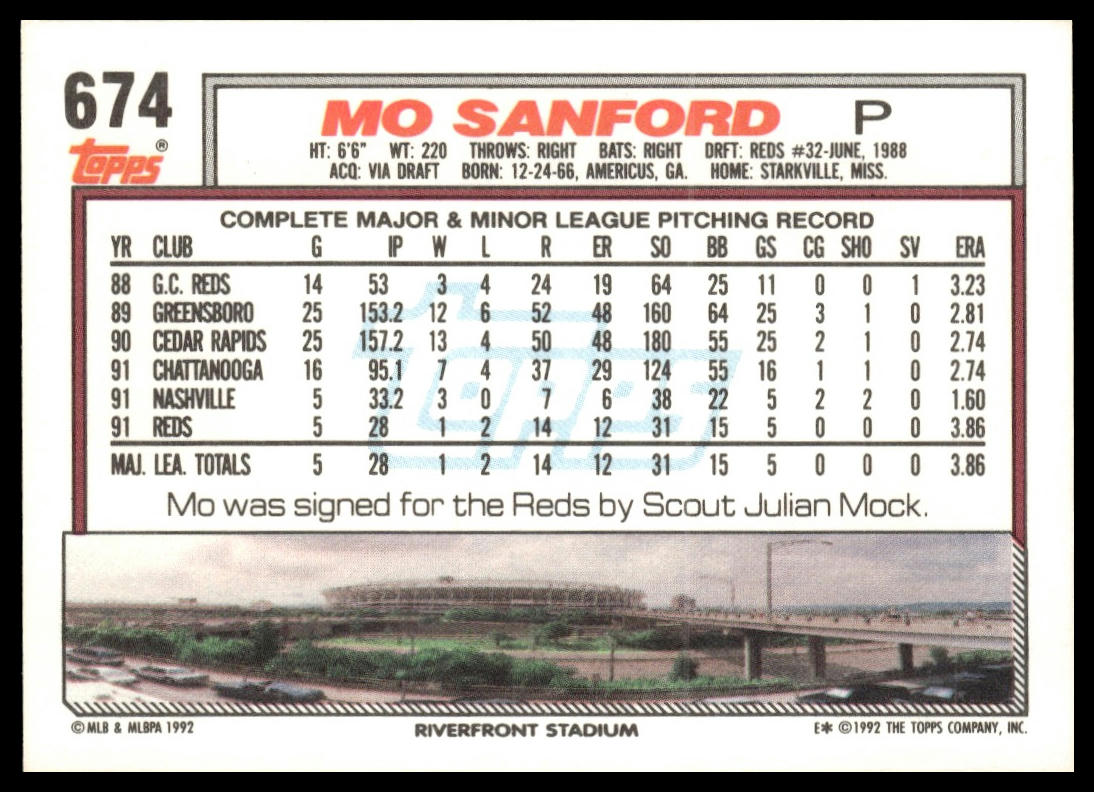 674
TOPPS®
MO SANFORD P
HT: 6'6" WT: 220 THROWS: RIGHT BATS: RIGHT DRFT: REDS #32-JUNE, 1988
ACQ: VIA DRAFT BORN: 12-24-66, AMERICUS, GA. HOME: STARKVILLE, MISS.
COMPLETE MAJOR & MINOR LEAGUE PITCHING RECORD
YR CLUB G IP W L R ER SO BB GS CG SHO SV ERA
88 G.C. REDS 14 53 3 4 24 19 64 25 11 0 0 1 3.23
89 GREENSBORO 25 153.2 12 6 52 48 160 64 25 3 1 0 2.81
90 CEDAR RAPIDS 25 157.2 13 4 50 48 180 55 25 2 1 0 2.74
91 CHATTANOOGA 16 95.1 7 4 37 29 124 55 16 1 1 0 2.74
91 NASHVILLE 5 33.2 3 0 7 6 38 22 5 2 2 0 1.60
91 REDS 5 28 1 2 14 12 31 15 5 0 0 0 3.86
MAJ. LEA. TOTALS 5 28 1 2 14 12 31 15 5 0 0 0 3.86
TOPPS
Mo was signed for the Reds by Scout Julian Mock.
© MLB & MLBPA 1992 RIVERFRONT STADIUM E* © 1992 THE TOPPS COMPANY, INC.